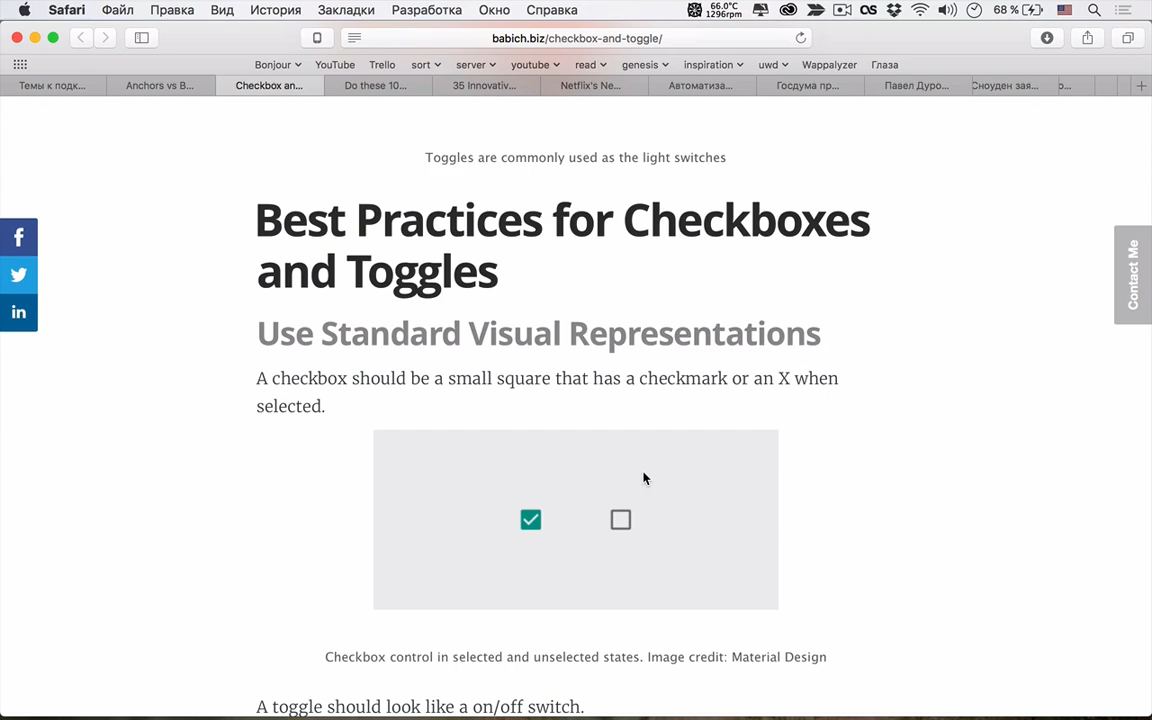 Safari Файл Правка Вид История Закладки Разработка Окно Справка 66.0°C 1296rpm 68 %
babich.biz/checkbox-and-toggle/
Bonjour YouTube Trello sort server youtube read genesis inspiration uwd Wappalyzer Глаза
Темы к подк... Anchors vs B... Checkbox an... Do these 10... 35 Innovativ... Netflix's Ne... Автоматиза... Госдума пр... Павел Дуро... Сноуден зая...
Toggles are commonly used as the light switches
Best Practices for Checkboxes
and Toggles
Use Standard Visual Representations
A checkbox should be a small square that has a checkmark or an X when
selected.
Contact Me
Checkbox control in selected and unselected states. Image credit: Material Design
A toggle should look like a on/off switch.